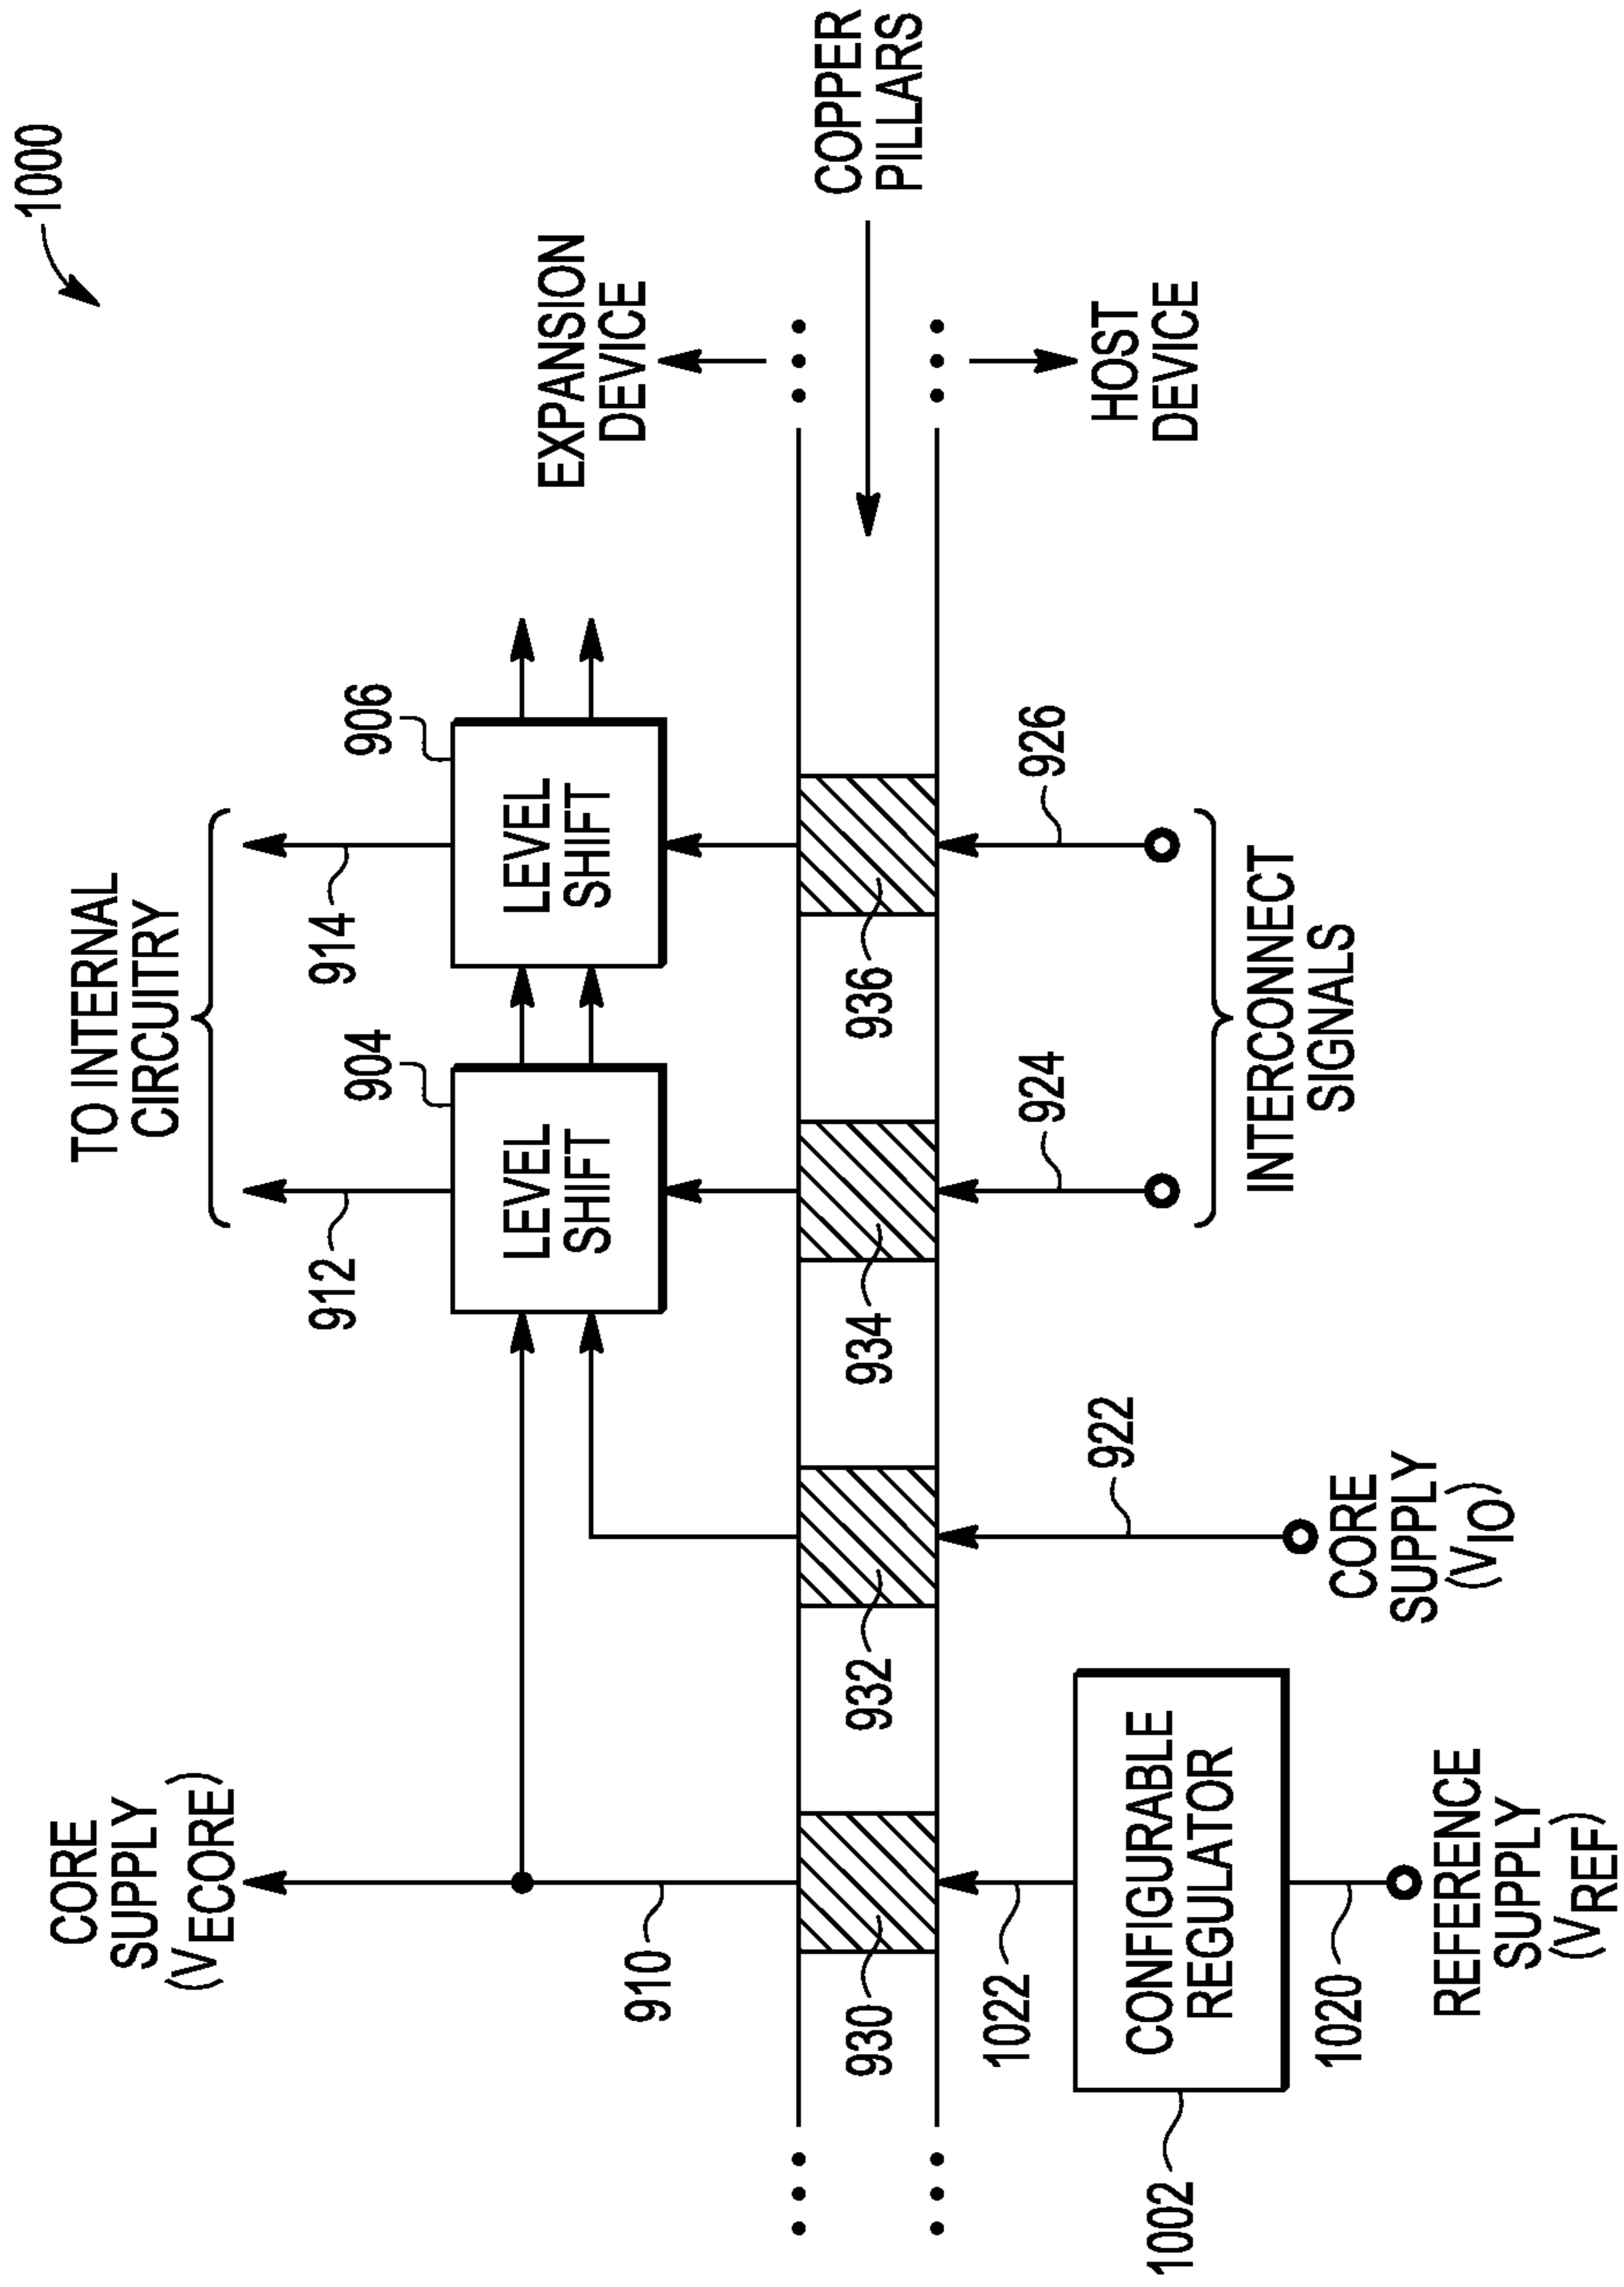 1000
CORE
SUPPLY
(VECORE)
TO INTERNAL
CIRCUITRY
912
914
904
906
LEVEL
SHIFT
LEVEL
SHIFT
EXPANSION
DEVICE
910
930
932
934
936
COPPER
PILLARS
HOST
DEVICE
1022
922
924
926
1002
CONFIGURABLE
REGULATOR
1020
REFERENCE
SUPPLY
(VREF)
CORE
SUPPLY
(VIO)
INTERCONNECT
SIGNALS